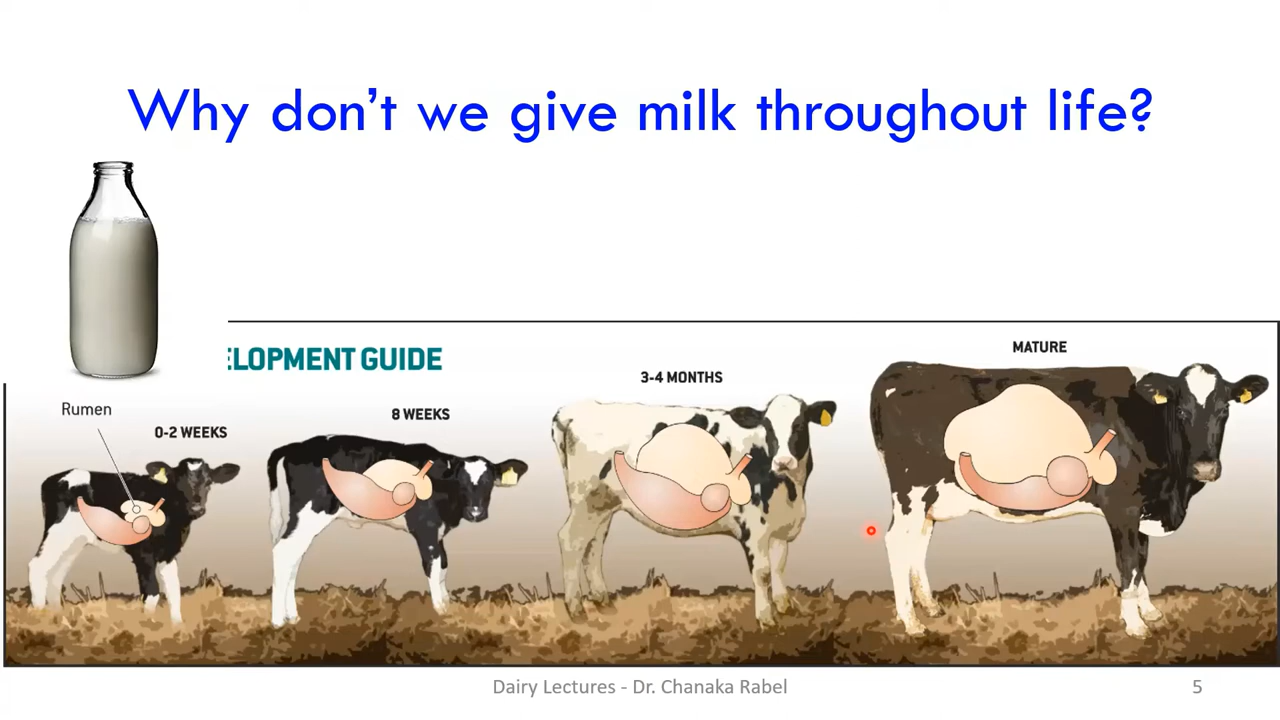 Why don't we give milk throughout life?
ELOPMENT GUIDE
MATURE
3-4 MONTHS
8 WEEKS
Rumen
0-2 WEEKS
Dairy Lectures - Dr. Chanaka Rabel
5